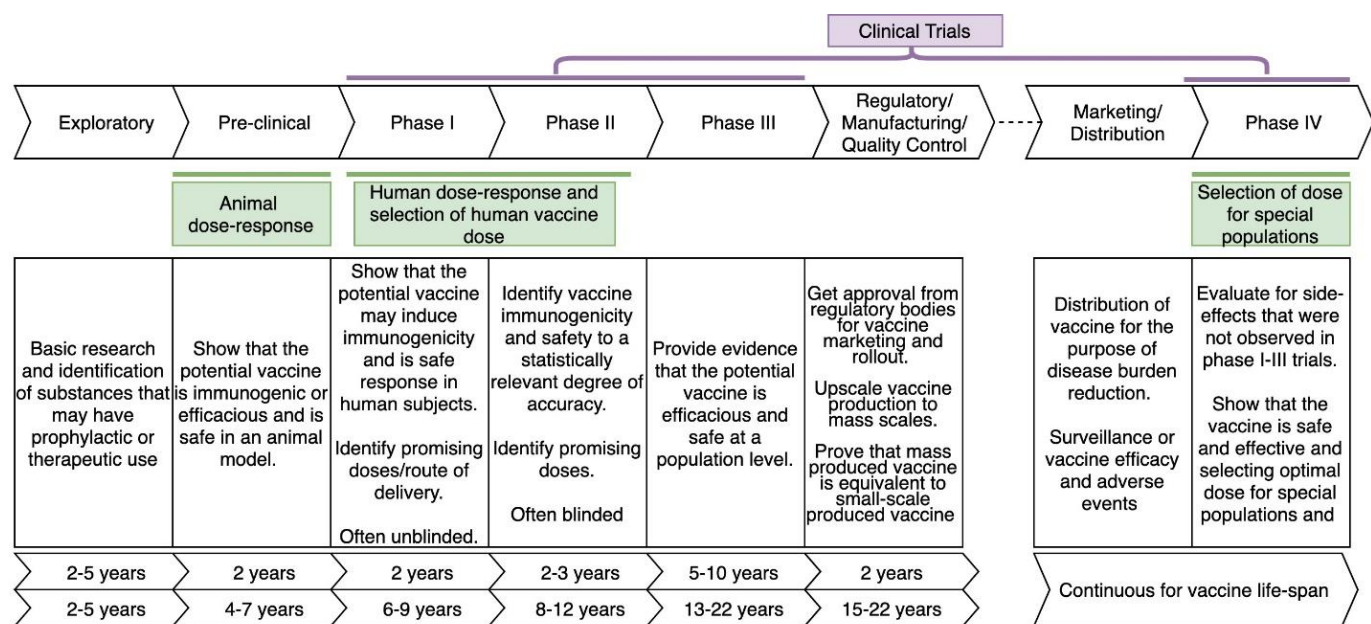 Clinical Trials
Exploratory
Pre-clinical
Phase I
Phase II
Phase III
Regulatory/
Manufacturing/
Quality Control
Marketing/
Distribution
Phase IV
Animal
dose-response
Human dose-response and
selection of human vaccine
dose
Selection of dose
for special
populations
Basic research
and identification
of substances that
may have
prophylactic or
therapeutic use
Show that the
potential vaccine
is immunogenic or
efficacious and is
safe in an animal
model.
Show that the
potential vaccine
may induce
immunogenicity
and is safe
response in
human subjects.
Identify promising
doses/route of
delivery.
Often unblinded.
Identify vaccine
immunogenicity
and safety to a
statistically
relevant degree of
accuracy.
Identify promising
doses.
Often blinded
Provide evidence
that the potential
vaccine is
efficacious and
safe at a
population level.
Get approval from
regulatory bodies
for vaccine
marketing and
rollout.
Upscale vaccine
production to
mass scales.
Prove that mass
produced vaccine
is equivalent to
small-scale
produced vaccine
Distribution of
vaccine for the
purpose of
disease burden
reduction.
Surveillance or
vaccine efficacy
and adverse
events
Evaluate for side-
effects that were
not observed in
phase I-III trials.
Show that the
vaccine is safe
and effective and
selecting optimal
dose for special
populations and
2-5 years
2 years
2 years
2-3 years
5-10 years
2 years
2-5 years
4-7 years
6-9 years
8-12 years
13-22 years
15-22 years
Continuous for vaccine life-span